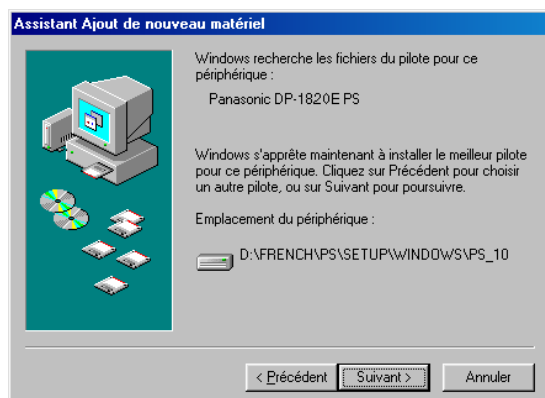 Assistant Ajout de nouveau matériel
Windows recherche les fichiers du pilote pour ce
périphérique :
Panasonic DP-1820E PS
Windows s'apprête maintenant à installer le meilleur pilote
pour ce périphérique. Cliquez sur Précédent pour choisir
un autre pilote, ou sur Suivant pour poursuivre.
Emplacement du périphérique :
D:\FRENCH\PS\SETUP\WINDOWS\PS_10
< Précédent Suivant > Annuler